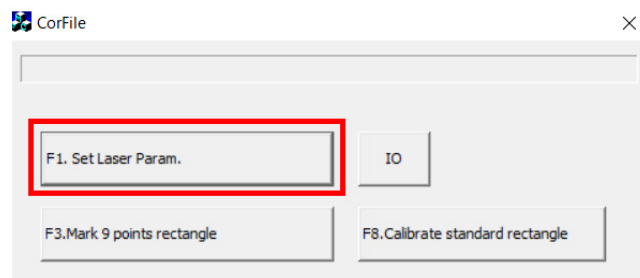 CorFile
F1. Set Laser Param.
IO
F3.Mark 9 points rectangle
F8.Calibrate standard rectangle